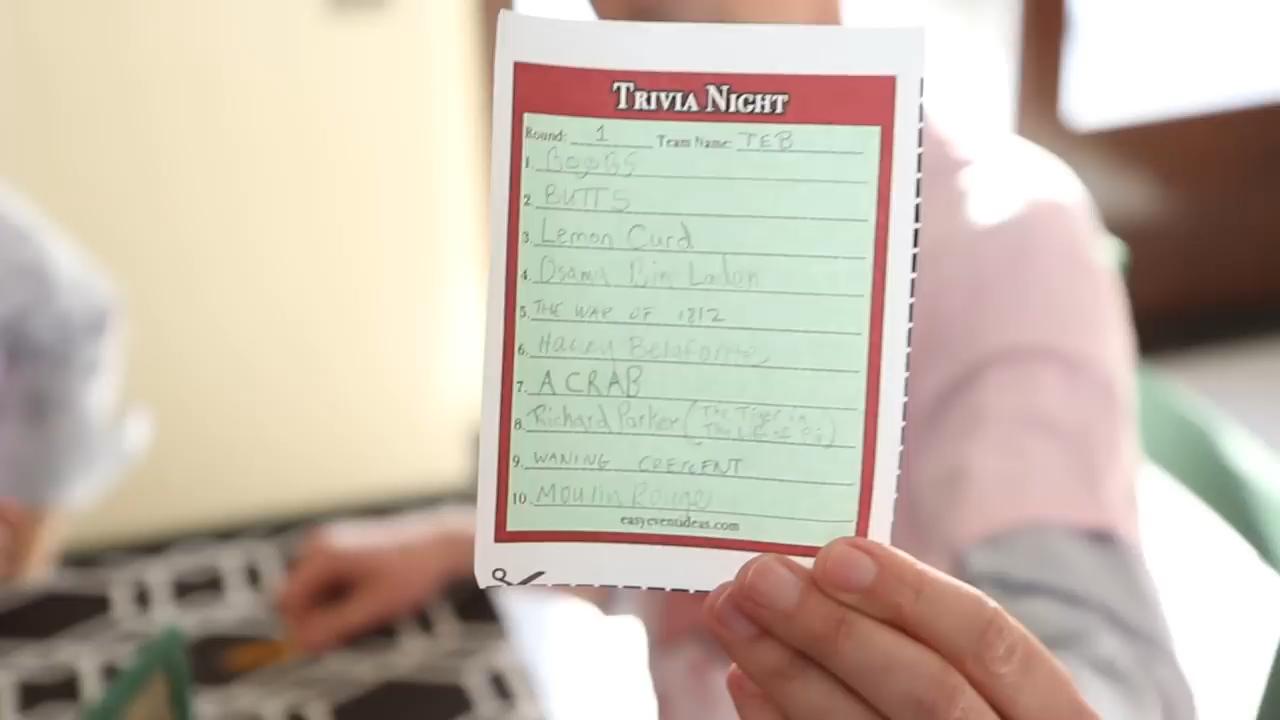 TRIVIA NIGHT
Round: 1 Team Name: TEB
1. Boggs
2. BUTTS
3. Lemon Curd
4. Osama Bin Laden
5. THE WAR OF 1812
6. Harry Belafonte
7. A CRAB
8. Richard Parker (The Tiger in
The Life of Pi)
9. WANING CRESCENT
10. Moulin Rouge
easyeventideas.com